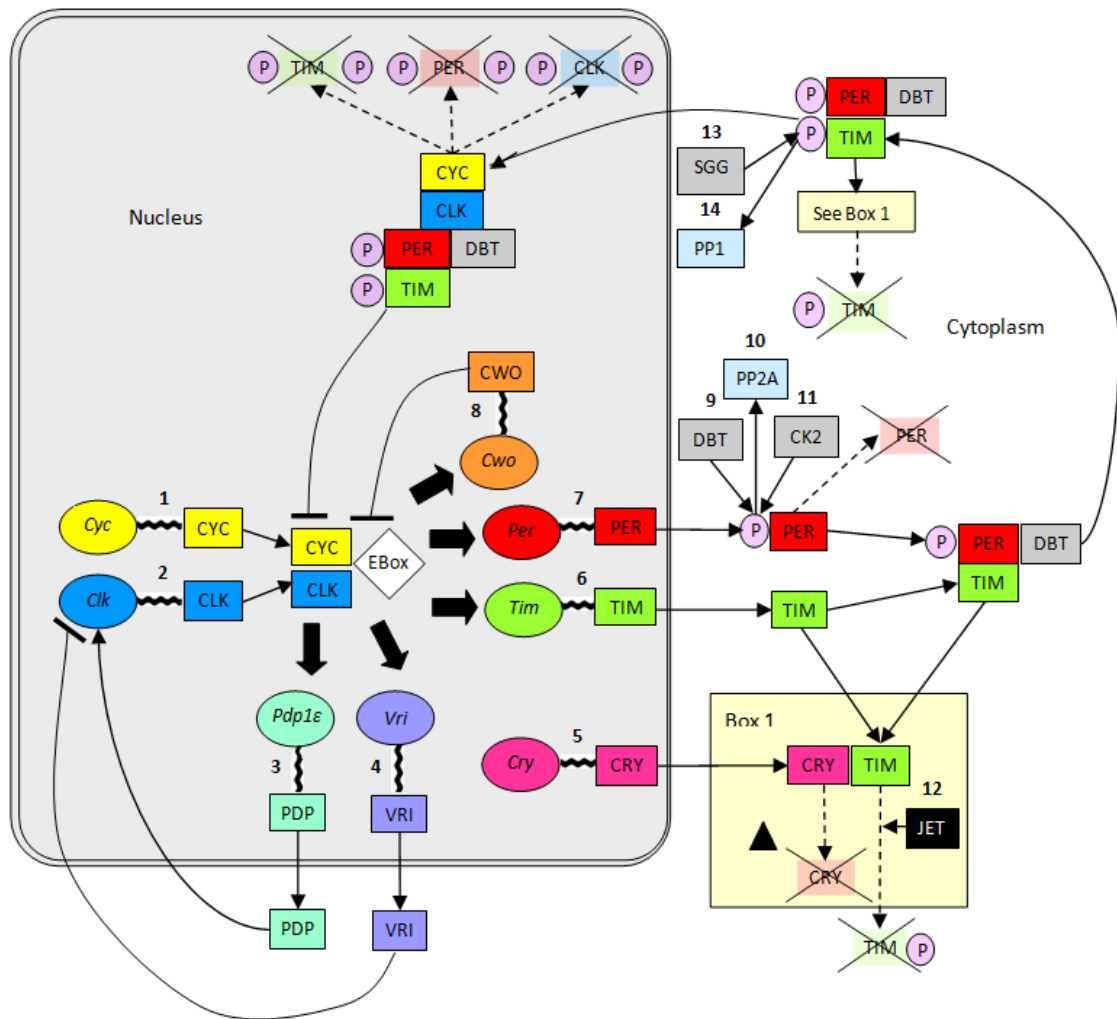 P TIM P P PER P P CLK P
Nucleus
CYC
CLK
P PER DBT
P TIM
P PER DBT
P TIM
13
SGG
14
PP1
See Box 1
P TIM
Cytoplasm
CWO
8
Cwo
10
PP2A
9
DBT
11
CK2
PER
Cyc 1 CYC
Clk 2 CLK
CYC
CLK
EBox
Per 7 PER
P PER
P PER DBT
TIM
Tim 6 TIM
TIM
Pdp1ε
3
PDP
PDP
Vri
4
VRI
VRI
Cry 5 CRY
Box 1
CRY TIM
12
JET
CRY
TIM P